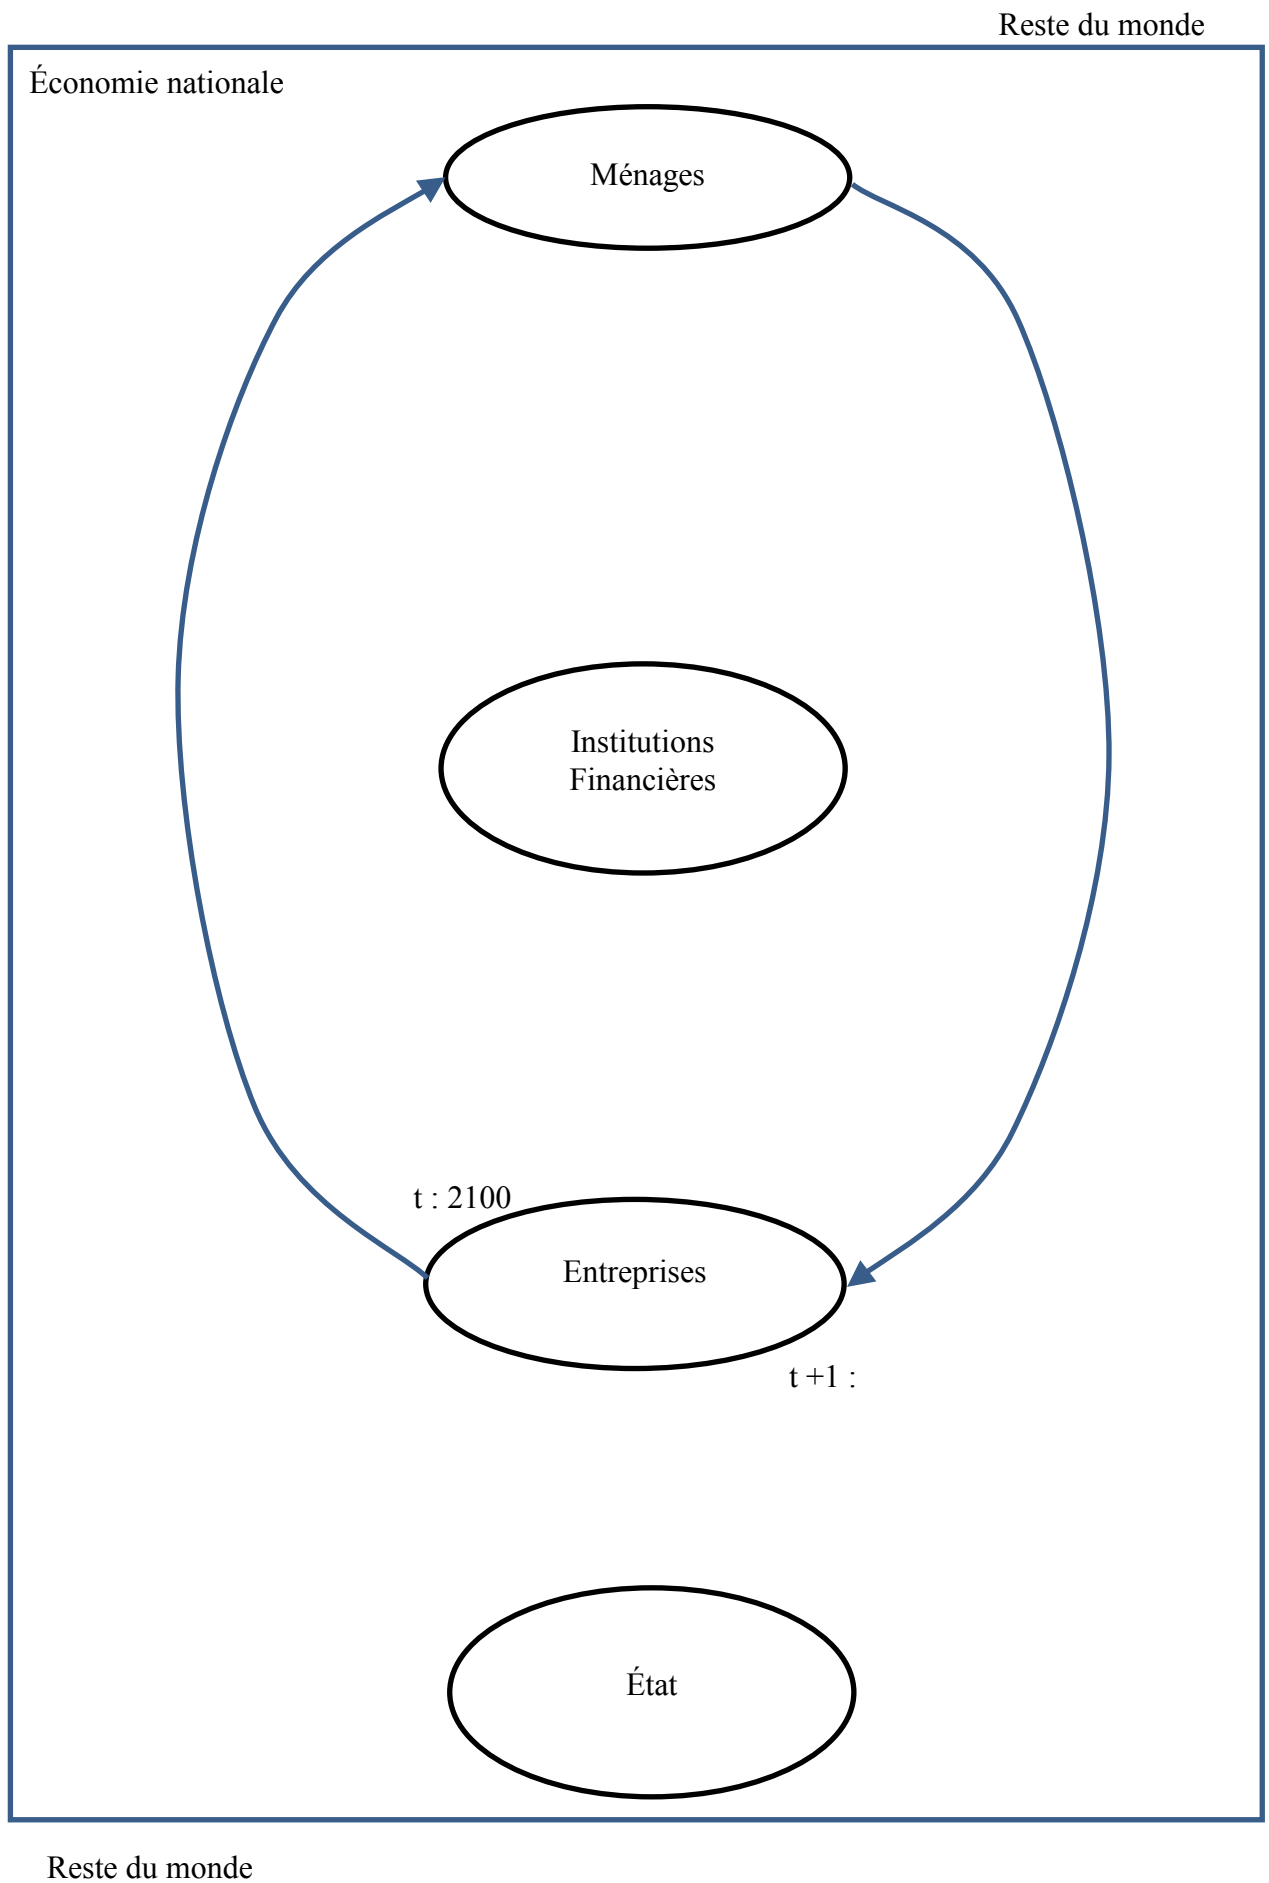 Reste du monde
Économie nationale
Ménages
Institutions
Financières
t : 2100
Entreprises
t +1 :
État
Reste du monde